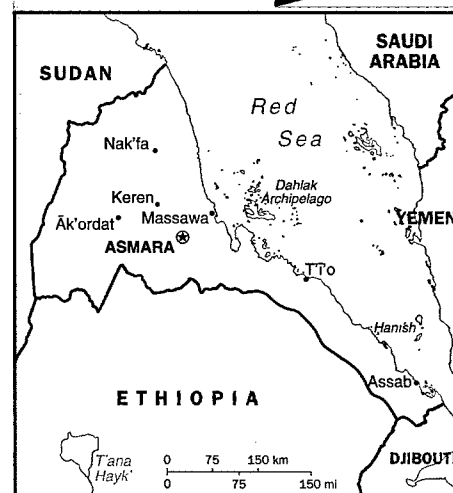 SAUDI
ARABIA
SUDAN
Red
Sea
Nak'fa
Dahlak
Archipelago
Keren
Massawa
Āk'ordat
YEMEN
ASMARA
T'ī'o
Hanīsh
Assab
ETHIOPIA
DJIBOUTI
T'ana
Hayk'
0 75 150 km
0 75 150 mi